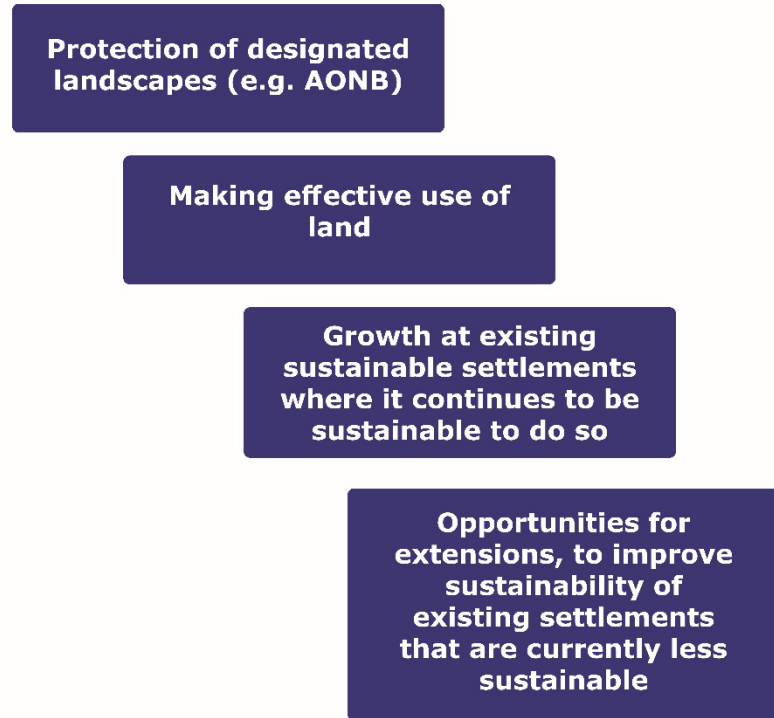 Protection of designated
landscapes (e.g. AONB)
Making effective use of
land
Growth at existing
sustainable settlements
where it continues to be
sustainable to do so
Opportunities for
extensions, to improve
sustainability of
existing settlements
that are currently less
sustainable